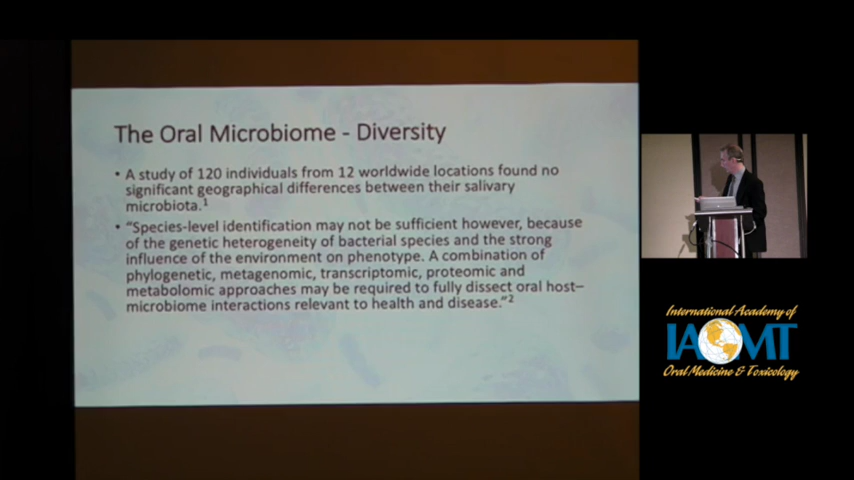 The Oral Microbiome - Diversity
• A study of 120 individuals from 12 worldwide locations found no
significant geographical differences between their salivary
microbiota.¹
• "Species-level identification may not be sufficient however, because
of the genetic heterogeneity of bacterial species and the strong
influence of the environment on phenotype. A combination of
phylogenetic, metagenomic, transcriptomic, proteomic and
metabolomic approaches may be required to fully dissect oral host–
microbiome interactions relevant to health and disease."²
International Academy of
IAOMT
Oral Medicine & Toxicology